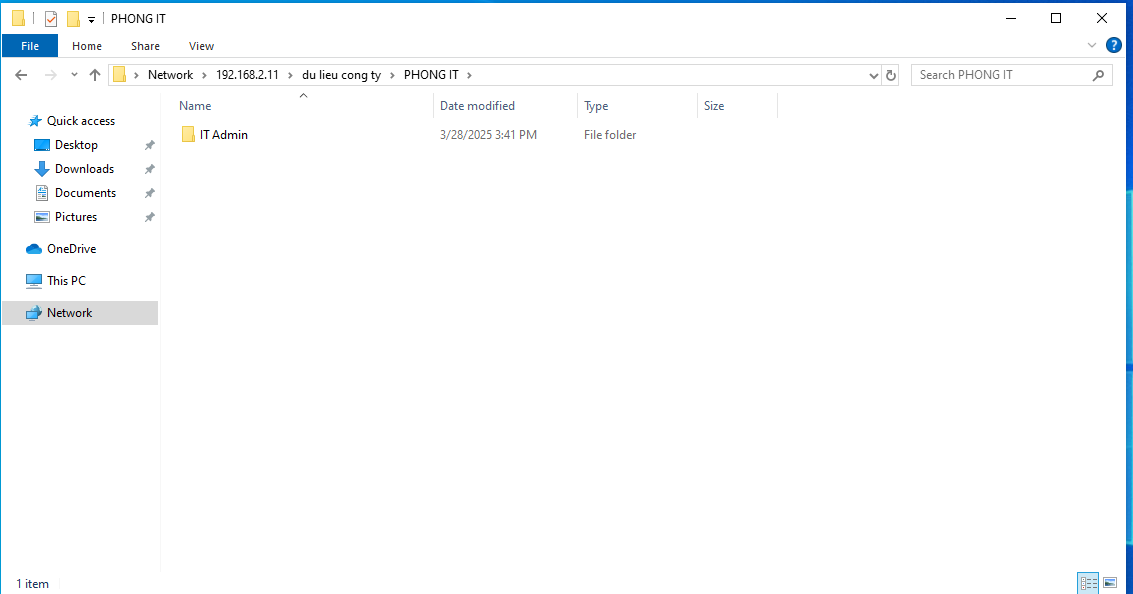 PHONG IT
File Home Share View
Network 192.168.2.11 du lieu cong ty PHONG IT
Search PHONG IT
Name Date modified Type Size
IT Admin 3/28/2025 3:41 PM File folder
Quick access
Desktop
Downloads
Documents
Pictures
OneDrive
This PC
Network
1 item